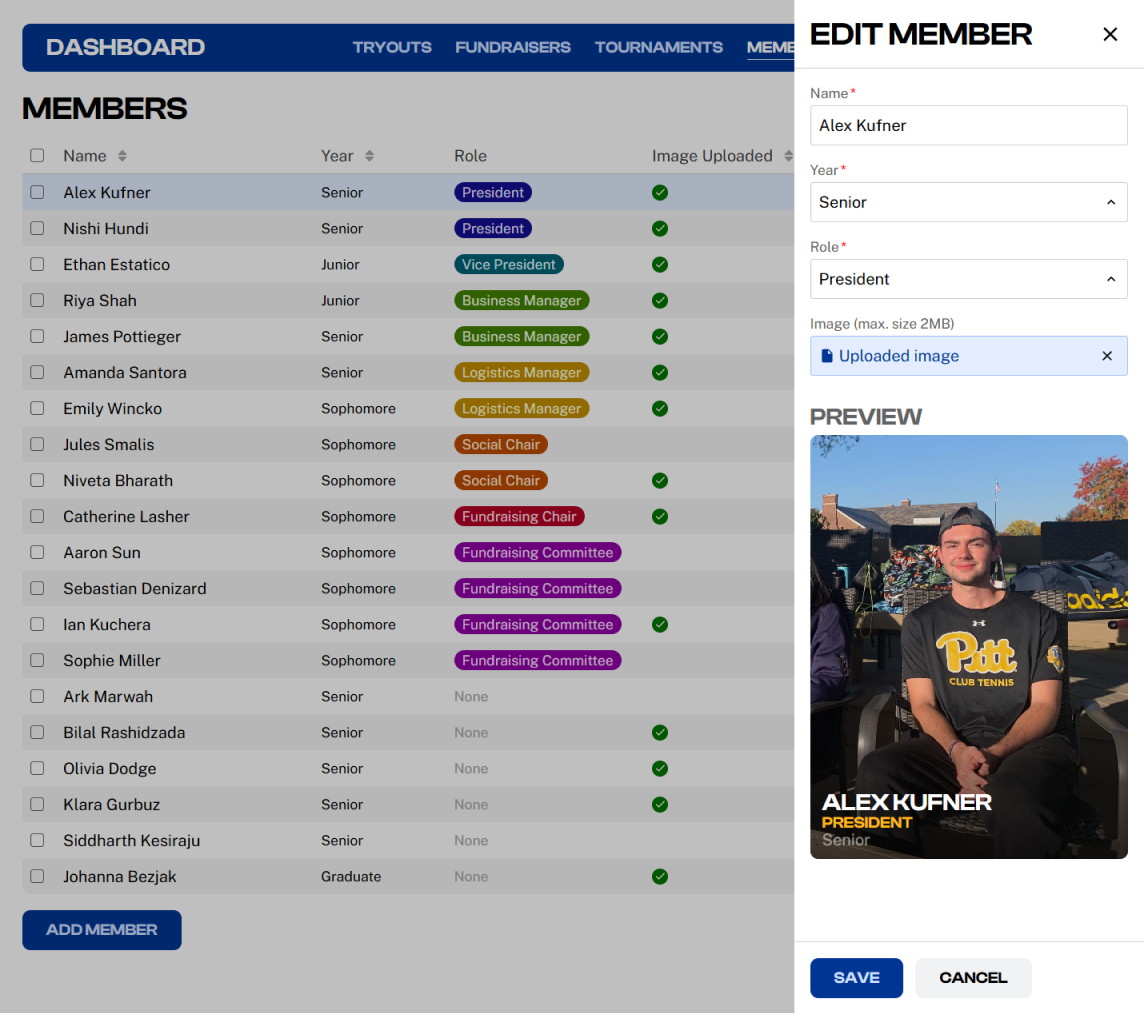 DASHBOARD TRYOUTS FUNDRAISERS TOURNAMENTS MEMBE
MEMBERS
Name Year Role Image Uploaded
Alex Kufner Senior President
Nishi Hundi Senior President
Ethan Estatico Junior Vice President
Riya Shah Junior Business Manager
James Pottieger Senior Business Manager
Amanda Santora Senior Logistics Manager
Emily Wincko Sophomore Logistics Manager
Jules Smalis Sophomore Social Chair
Niveta Bharath Sophomore Social Chair
Catherine Lasher Sophomore Fundraising Chair
Aaron Sun Sophomore Fundraising Committee
Sebastian Denizard Sophomore Fundraising Committee
Ian Kuchera Sophomore Fundraising Committee
Sophie Miller Sophomore Fundraising Committee
Ark Marwah Senior None
Bilal Rashidzada Senior None
Olivia Dodge Senior None
Klara Gurbuz Senior None
Siddharth Kesiraju Senior None
Johanna Bezjak Graduate None
ADD MEMBER
EDIT MEMBER
Name*
Alex Kufner
Year*
Senior
Role*
President
Image (max. size 2MB)
Uploaded image
PREVIEW
adidas
Pitt
CLUB TENNIS
ALEX KUFNER
PRESIDENT
Senior
SAVE CANCEL